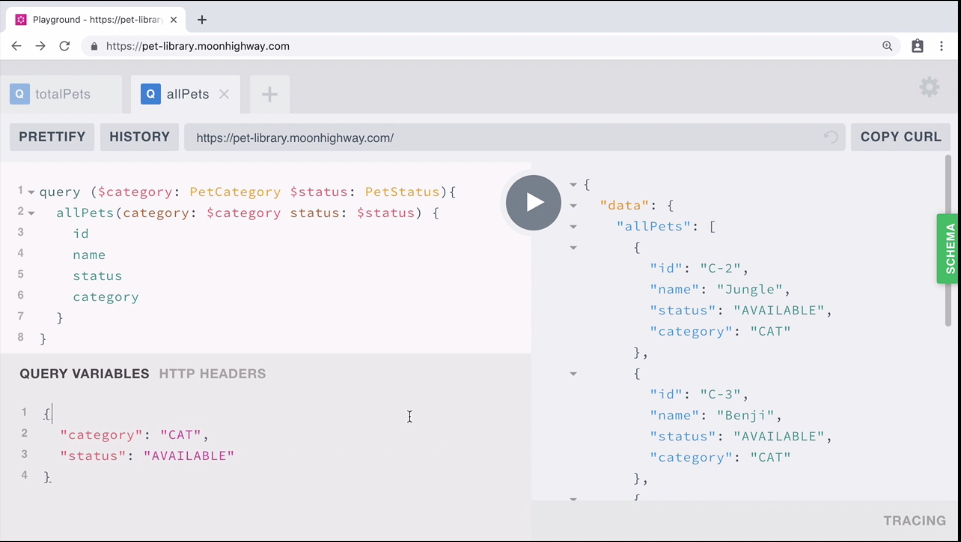 Playground - https://pet-library
https://pet-library.moonhighway.com
Q totalPets
Q allPets
PRETTIFY HISTORY https://pet-library.moonhighway.com/ COPY CURL
1 query ($category: PetCategory $status: PetStatus){
2 allPets(category: $category status: $status) {
3 id
4 name
5 status
6 category
7 }
8 }
QUERY VARIABLES HTTP HEADERS
1 {
2 "category": "CAT",
3 "status": "AVAILABLE"
4 }
{
"data": {
"allPets": [
{
"id": "C-2",
"name": "Jungle",
"status": "AVAILABLE",
"category": "CAT"
},
{
"id": "C-3",
"name": "Benji",
"status": "AVAILABLE",
"category": "CAT"
},
{
SCHEMA
TRACING